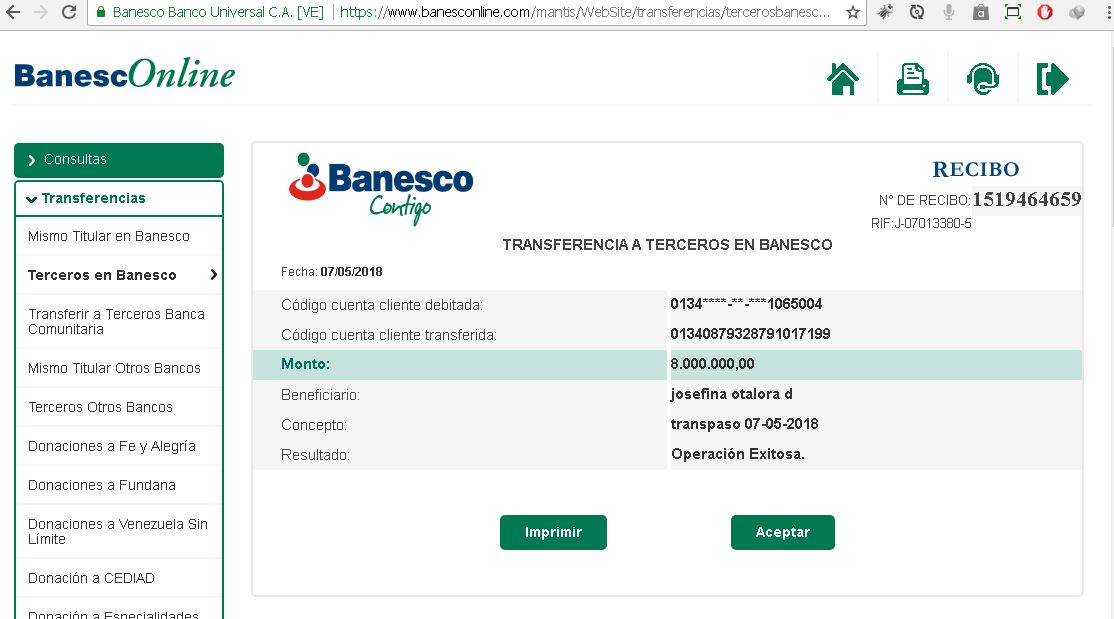 Banesco Banco Universal C.A. [VE] https://www.banesconline.com/mantis/WebSite/transferencias/tercerosbanesc...
BanescOnline
Consultas
Transferencias
Mismo Titular en Banesco
Terceros en Banesco
Transferir a Terceros Banca
Comunitaria
Mismo Titular Otros Bancos
Terceros Otros Bancos
Donaciones a Fe y Alegría
Donaciones a Fundana
Donaciones a Venezuela Sin
Límite
Donación a CEDIAD
Donación a Especialidades
Banesco
Contigo
RECIBO
N° DE RECIBO: 1519464659
RIF: J-07013380-5
TRANSFERENCIA A TERCEROS EN BANESCO
Fecha: 07/05/2018
Código cuenta cliente debitada: 0134****-**-***1065004
Código cuenta cliente transferida: 01340879328791017199
Monto: 8.000.000,00
Beneficiario: josefina otalora d
Concepto: transpaso 07-05-2018
Resultado: Operación Exitosa.
Imprimir Aceptar